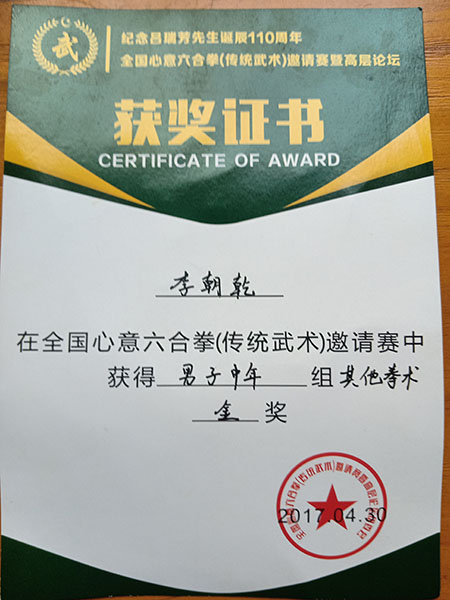 武
纪念吕瑞芳先生诞辰110周年
全国心意六合拳(传统武术)邀请赛暨高层论坛
获奖证书
CERTIFICATE OF AWARD
李朝乾
在全国心意六合拳(传统武术)邀请赛中
获得 男子中年 组 其他拳术
金 奖
2017.04.30